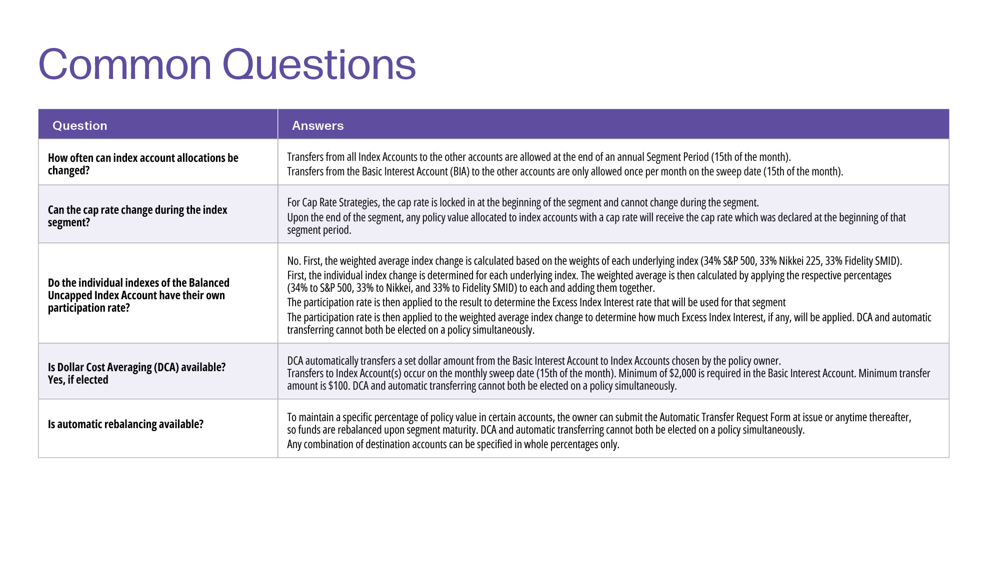 Common Questions
Question
Answers
How often can index account allocations be
changed?
Transfers from all Index Accounts to the other accounts are allowed at the end of an annual Segment Period (15th of the month).
Transfers from the Basic Interest Account (BIA) to the other accounts are only allowed once per month on the sweep date (15th of the month).
Can the cap rate change during the index
segment?
For Cap Rate Strategies, the cap rate is locked in at the beginning of the segment and cannot change during the segment.
Upon the end of the segment, any policy value allocated to index accounts with a cap rate will receive the cap rate which was declared at the beginning of that
segment period.
Do the individual indexes of the Balanced
Uncapped Index Account have their own
participation rate?
No. First, the weighted average index change is calculated based on the weights of each underlying index (34% S&P 500, 33% Nikkei 225, 33% Fidelity SMID).
First, the individual index change is determined for each underlying index. The weighted average is then calculated by applying the respective percentages
(34% to S&P 500, 33% to Nikkei, and 33% to Fidelity SMID) to each and adding them together.
The participation rate is then applied to the result to determine the Excess Index Interest rate that will be used for that segment
The participation rate is then applied to the weighted average index change to determine how much Excess Index Interest, if any, will be applied. DCA and automatic
transferring cannot both be elected on a policy simultaneously.
Is Dollar Cost Averaging (DCA) available?
Yes, if elected
DCA automatically transfers a set dollar amount from the Basic Interest Account to Index Accounts chosen by the policy owner.
Transfers to Index Account(s) occur on the monthly sweep date (15th of the month). Minimum of $2,000 is required in the Basic Interest Account. Minimum transfer
amount is $100. DCA and automatic transferring cannot both be elected on a policy simultaneously.
Is automatic rebalancing available?
To maintain a specific percentage of policy value in certain accounts, the owner can submit the Automatic Transfer Request Form at issue or anytime thereafter,
so funds are rebalanced upon segment maturity. DCA and automatic transferring cannot both be elected on a policy simultaneously.
Any combination of destination accounts can be specified in whole percentages only.